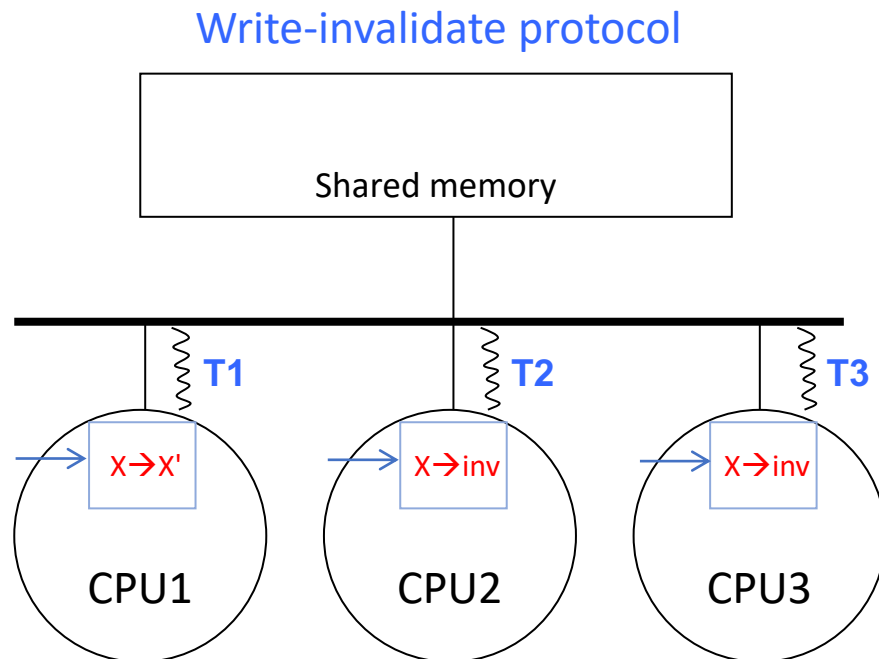 Write-invalidate protocol
Shared memory
T1
T2
T3
X→X'
X→inv
X→inv
CPU1
CPU2
CPU3